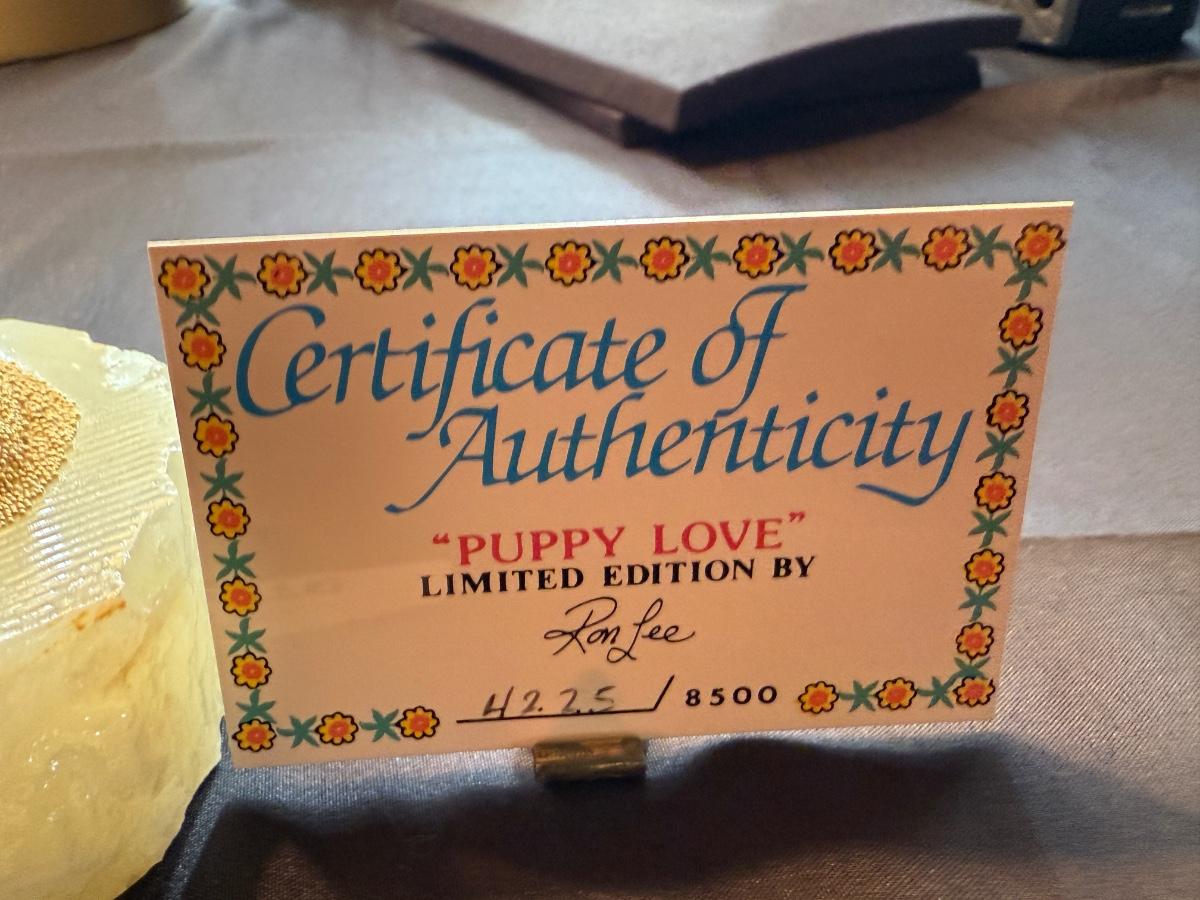 Certificate of
Authenticity
“PUPPY LOVE”
LIMITED EDITION BY
Ron Lee
4225/8500